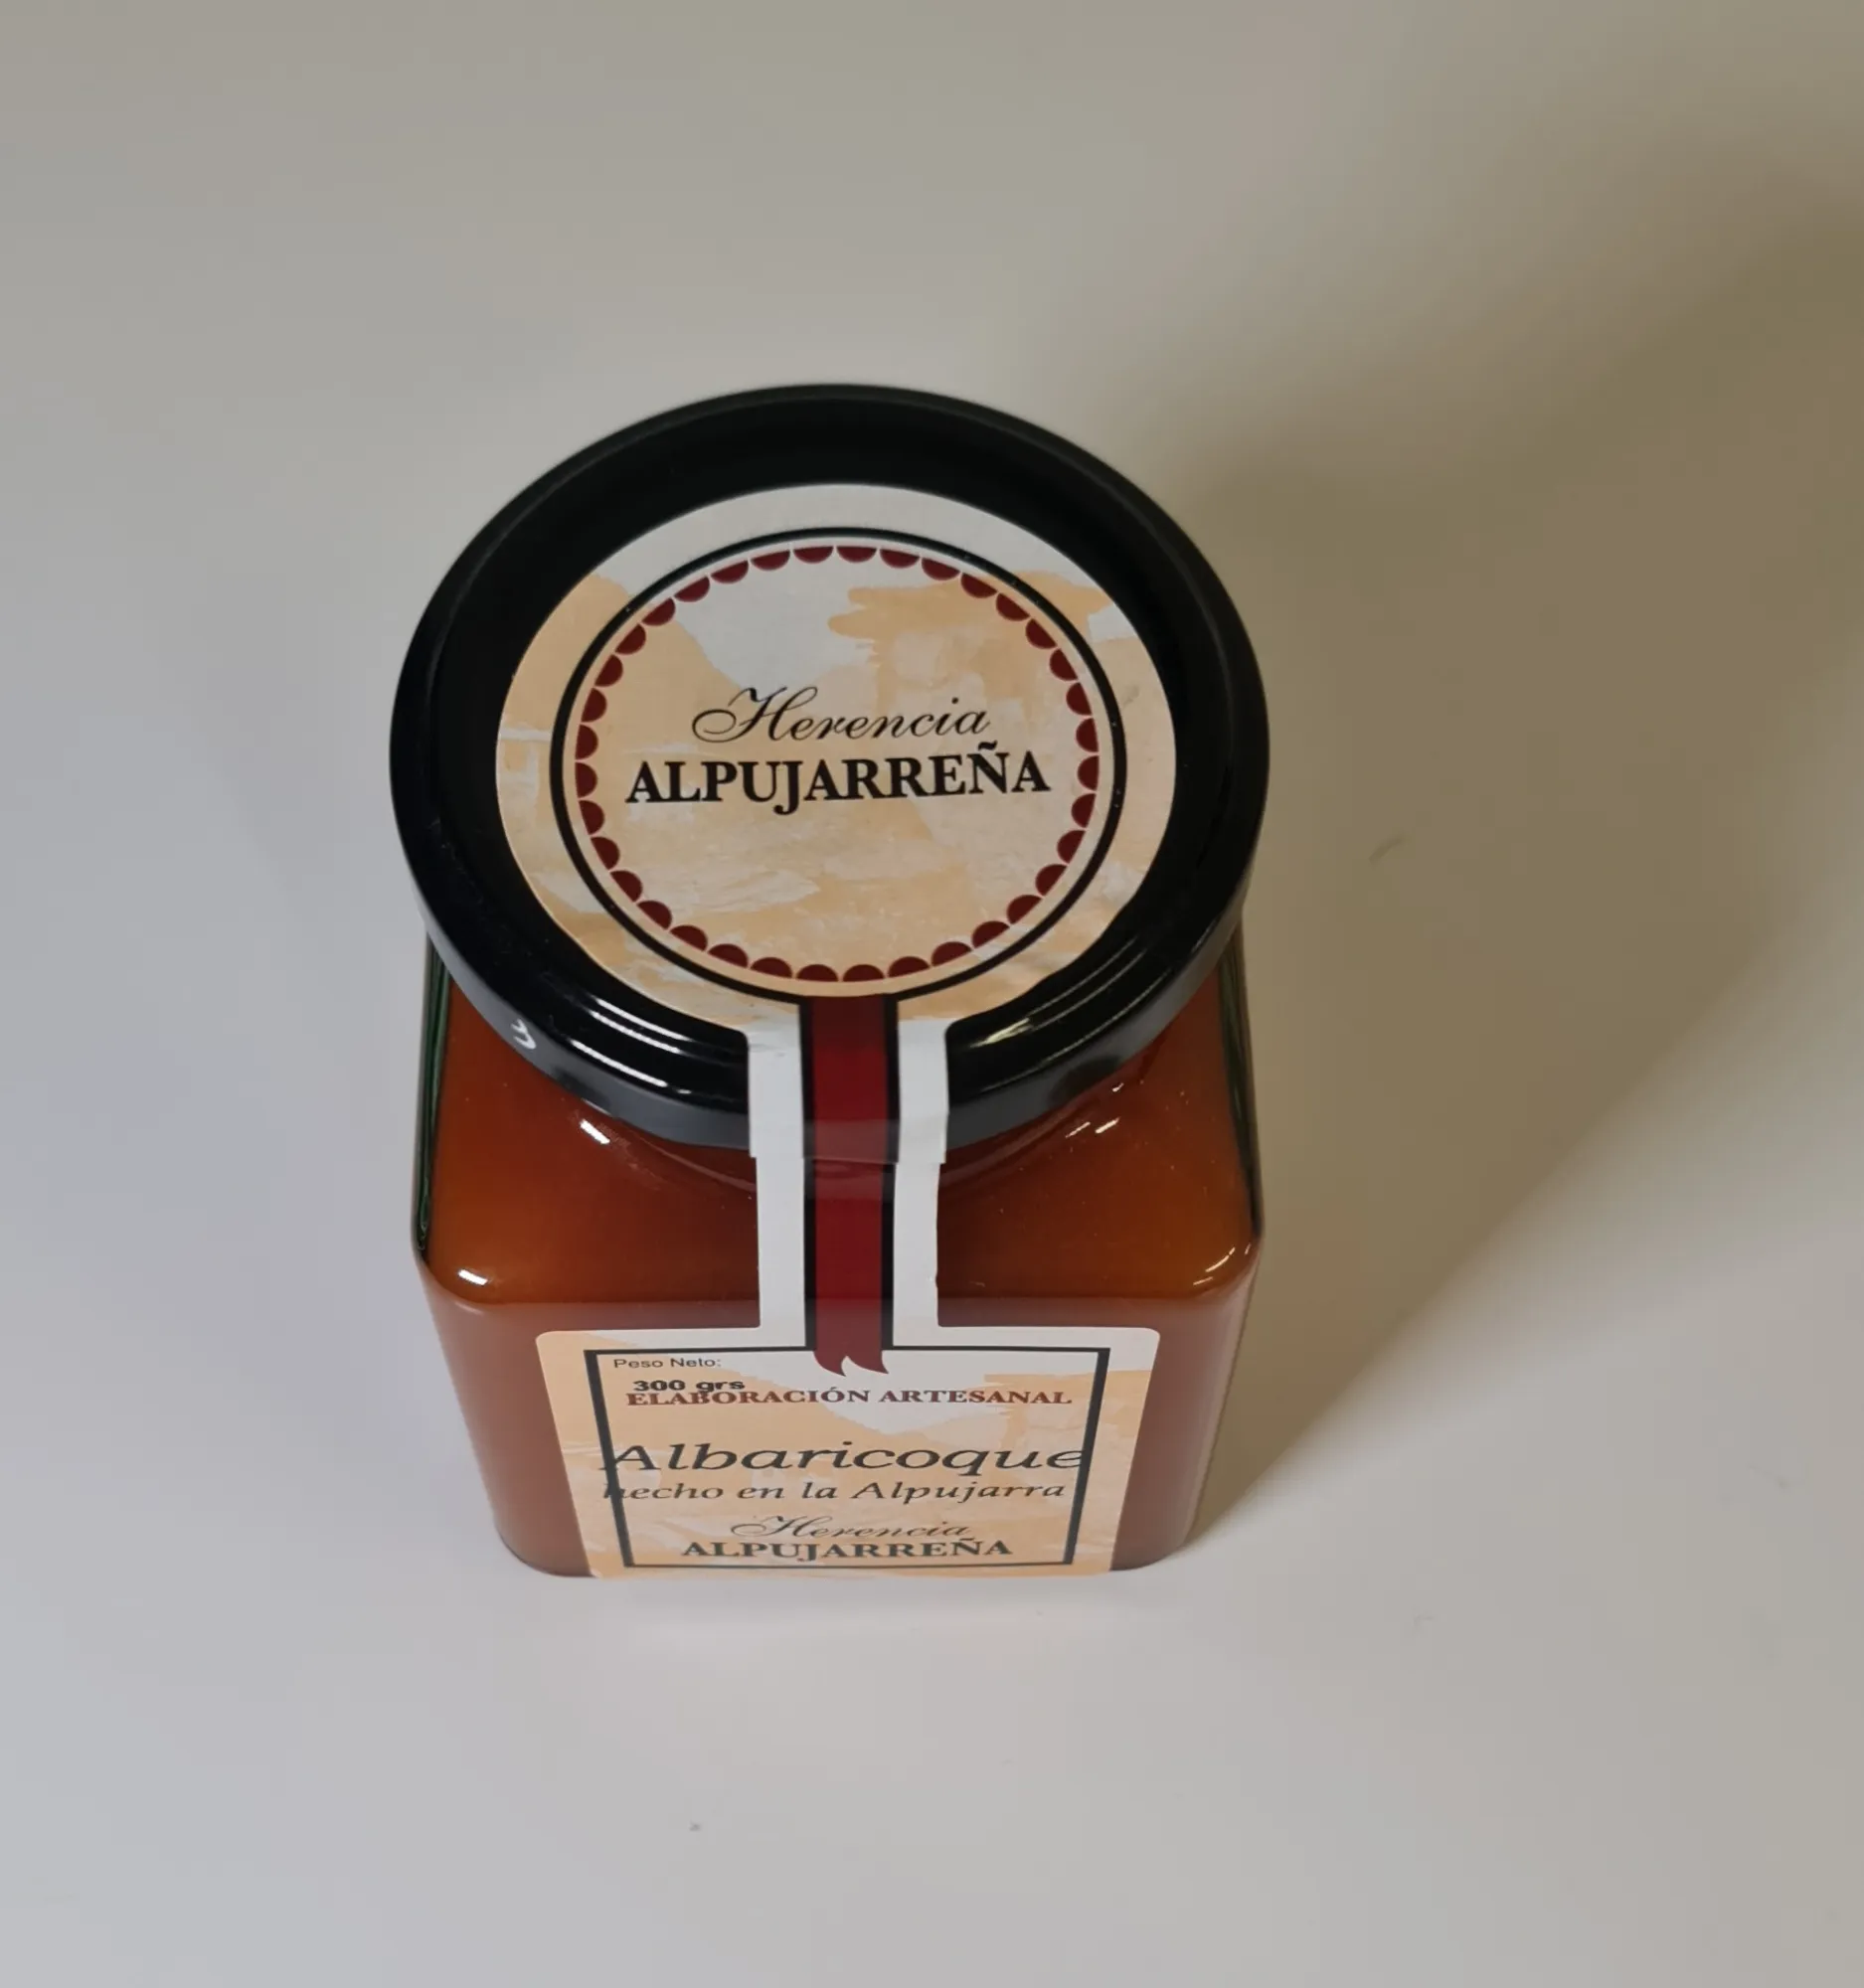 Herencia
ALPUJARREÑA
Peso Neto:
300 grs
ELABORACIÓN ARTESANAL
Albaricoque
hecho en la Alpujarra
Herencia
ALPUJARREÑA